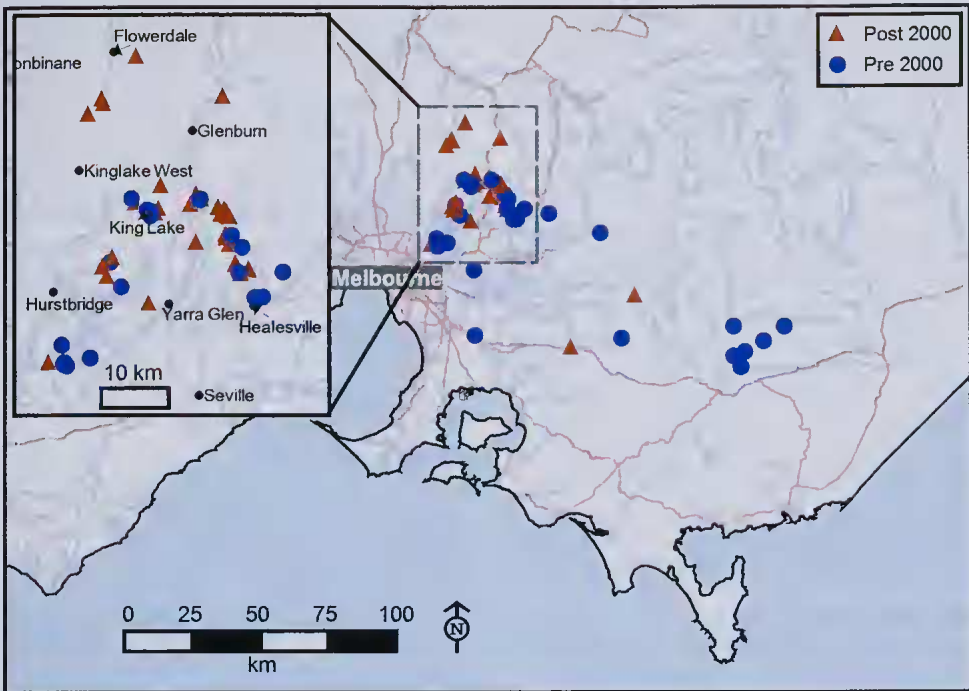 Flowerdale
onbinane
Glenburn
Kinglake West
King Lake
Hurstbridge
Yarra Glen
Healesville
10 km
Seville
Post 2000
Pre 2000
Melbourne
0 25 50 75 100
km
N